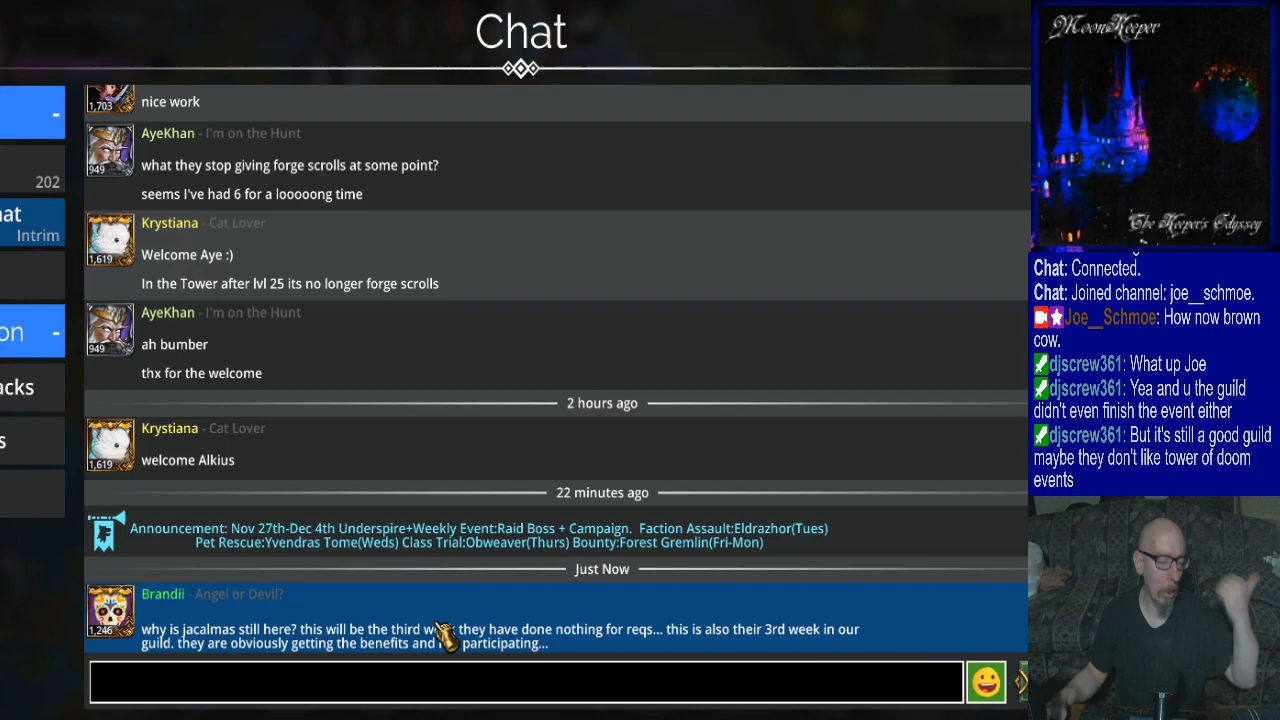 Chat
1,703
nice work
AyeKhan - I'm on the Hunt
949
what they stop giving forge scrolls at some point?
seems I've had 6 for a looooong time
Krystiana - Cat Lover
1,619
Welcome Aye :)
In the Tower after lvl 25 its no longer forge scrolls
AyeKhan - I'm on the Hunt
949
ah bumber
thx for the welcome
2 hours ago
Krystiana - Cat Lover
1,619
welcome Alkius
22 minutes ago
Announcement: Nov 27th-Dec 4th Underspire+Weekly Event:Raid Boss + Campaign. Faction Assault:Eldrazhor(Tues)
Pet Rescue:Yvendras Tome(Weds) Class Trial:Obweaver(Thurs) Bounty:Forest Gremlin(Fri-Mon)
Just Now
Brandii - Angel or Devil?
1,246
why is jacalmas still here? this will be the third they have done nothing for reqs... this is also their 3rd week in our
guild. they are obviously getting the benefits and participating...
-
202
hat
Intrim
on -
acks
s
MoonKeeper
The Keeper's Odyssey
Chat: Connected.
Chat: Joined channel: joe__schmoe.
Joe__Schmoe: How now brown
cow.
djscrew361: What up Joe
djscrew361: Yea and u the guild
didn't even finish the event either
djscrew361: But it's still a good guild
maybe they don't like tower of doom
events